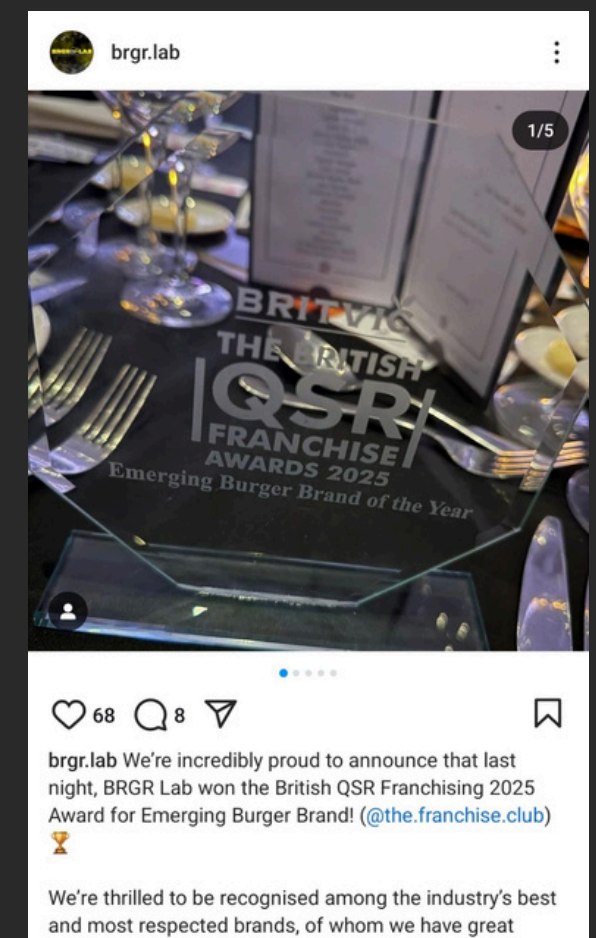 brgr.lab
1/5
BRITVIC
THE BRITISH
QSR
FRANCHISE
AWARDS 2025
Emerging Burger Brand of the Year
68
8
brgr.lab We’re incredibly proud to announce that last
night, BRGR Lab won the British QSR Franchising 2025
Award for Emerging Burger Brand! (@the.franchise.club)
🏆
We’re thrilled to be recognised among the industry’s best
and most respected brands, of whom we have great